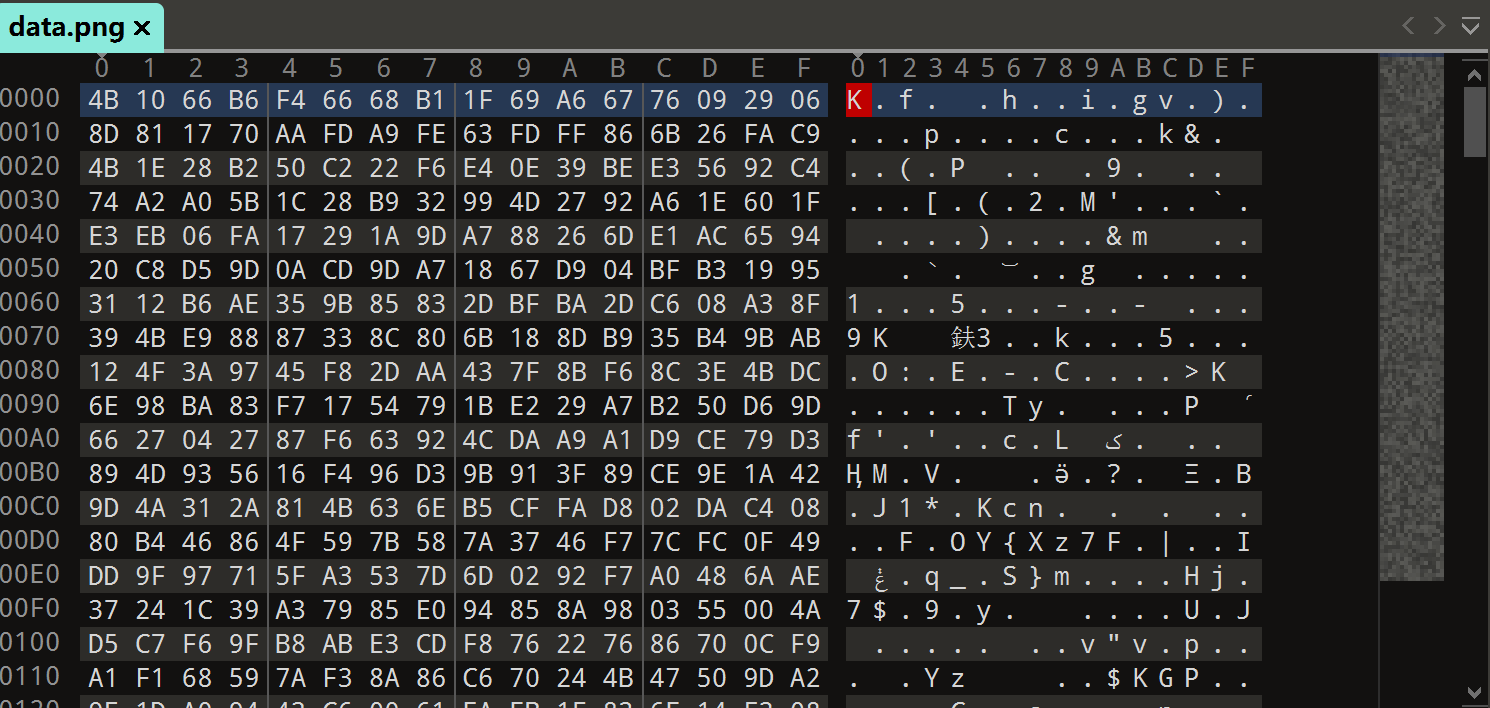 data.png ×
0 1 2 3 4 5 6 7 8 9 A B C D E F 0 1 2 3 4 5 6 7 8 9 A B C D E F
0000 4B 10 66 B6 F4 66 68 B1 1F 69 A6 67 76 09 29 06 K . f . . h . . i . g v . ) .
0010 8D 81 17 70 AA FD A9 FE 63 FD FF 86 6B 26 FA C9 . . . p . . . . c . . . k & .
0020 4B 1E 28 B2 50 C2 22 F6 E4 0E 39 BE E3 56 92 C4 . . ( . P . . . 9 . . .
0030 74 A2 A0 5B 1C 28 B9 32 99 4D 27 92 A6 1E 60 1F . . . [ . ( . 2 . M ' . . . ` .
0040 E3 EB 06 FA 17 29 1A 9D A7 88 26 6D E1 AC 65 94 . . . . ) . . . . & m . .
0050 20 C8 D5 9D 0A CD 9D A7 18 67 D9 04 BF B3 19 95 . . . . g . . . . .
0060 31 12 B6 AE 35 9B 85 83 2D BF BA 2D C6 08 A3 8F 1 . . . 5 . . . - . . - . . .
0070 39 4B E9 88 87 33 8C 80 6B 18 8D B9 35 B4 9B AB 9 K 鈇 3 . . k . . . 5 . . .
0080 12 4F 3A 97 45 F8 2D AA 43 7F 8B F6 8C 3E 4B DC . O : . E . - . C . . . . > K
0090 6E 98 BA 83 F7 17 54 79 1B E2 29 A7 B2 50 D6 9D . . . . . . T y . . . . P
00A0 66 27 04 27 87 F6 63 92 4C DA A9 A1 D9 CE 79 D3 f ' . ' . . c . L ک . . .
00B0 89 4D 93 56 16 F4 96 D3 9B 91 3F 89 CE 9E 1A 42 Ң M . V . . ӛ . ? . Ξ . B
00C0 9D 4A 31 2A 81 4B 63 6E B5 CF FA D8 02 DA C4 08 . J 1 * . K c n . . . . .
00D0 80 B4 46 86 4F 59 7B 58 7A 37 46 F7 7C FC 0F 49 . . F . O Y { X z 7 F . | . . I
00E0 DD 9F 97 71 5F A3 53 7D 6D 02 92 F7 A0 48 6A AE ݟ . q _ . S } m . . . . H j .
00F0 37 24 1C 39 A3 79 85 E0 94 85 8A 98 03 55 00 4A 7 $ . 9 . y . . . . . U . J
0100 D5 C7 F6 9F B8 AB E3 CD F8 76 22 76 86 70 0C F9 . . . . . . . v " v . p . .
0110 A1 F1 68 59 7A F3 8A 86 C6 70 24 4B 47 50 9D A2 . . Y z . . $ K G P . .